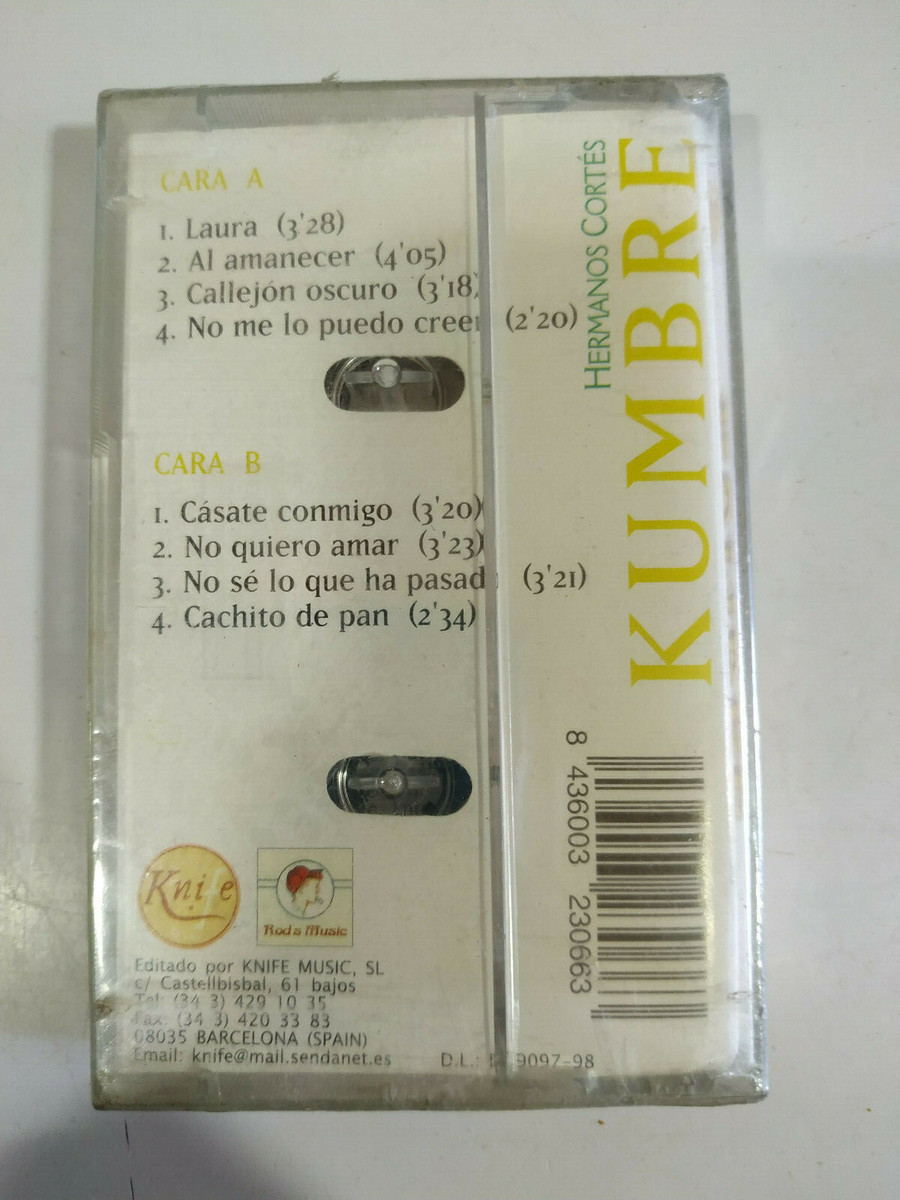 CARA A
1. Laura (3'28)
2. Al amanecer (4'05)
3. Callejón oscuro (3'18)
4. No me lo puedo creer (2'20)
CARA B
1. Cásate conmigo (3'20)
2. No quiero amar (3'23)
3. No sé lo que ha pasad (3'21)
4. Cachito de pan (2'34)
HERMANOS CORTÉS
KUMBRE
8 436003 230663
Knife
Rod's Music
Editado por KNIFE MUSIC, SL
c/ Castellbisbal, 61 bajos
Tel: (34 3) 429 10 35
Fax: (34 3) 420 33 83
08035 BARCELONA (SPAIN)
Email: knife@mail.sendanet.es
D.L.: 9097-98